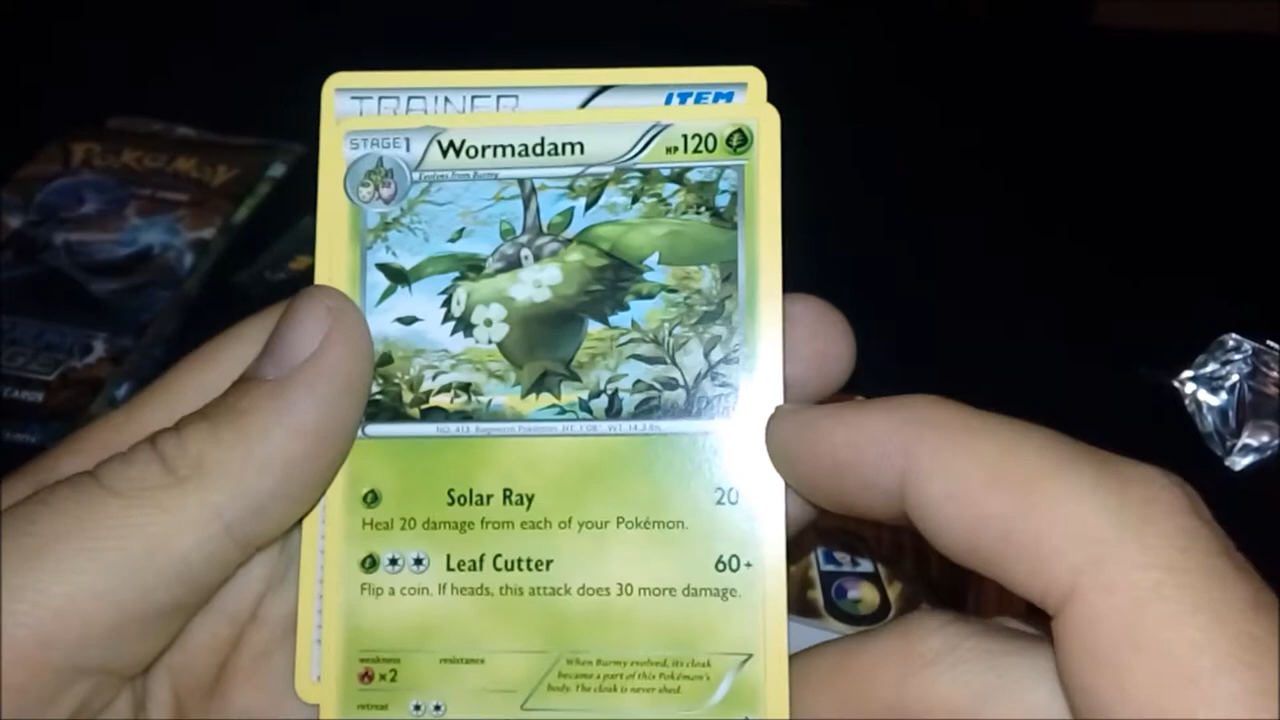 POKéMON
CARDS
TRAINER
ITEM
STAGE1
Wormadam
HP120
Evolves from Burmy
NO. 413 Bagworm Pokémon HT: 1'08" WT: 14.3 lbs.
Solar Ray 20
Heal 20 damage from each of your Pokémon.
Leaf Cutter 60+
Flip a coin. If heads, this attack does 30 more damage.
weakness resistance
×2
retreat
When Burmy evolved, its cloak
became a part of this Pokémon's
body. The cloak is never shed.